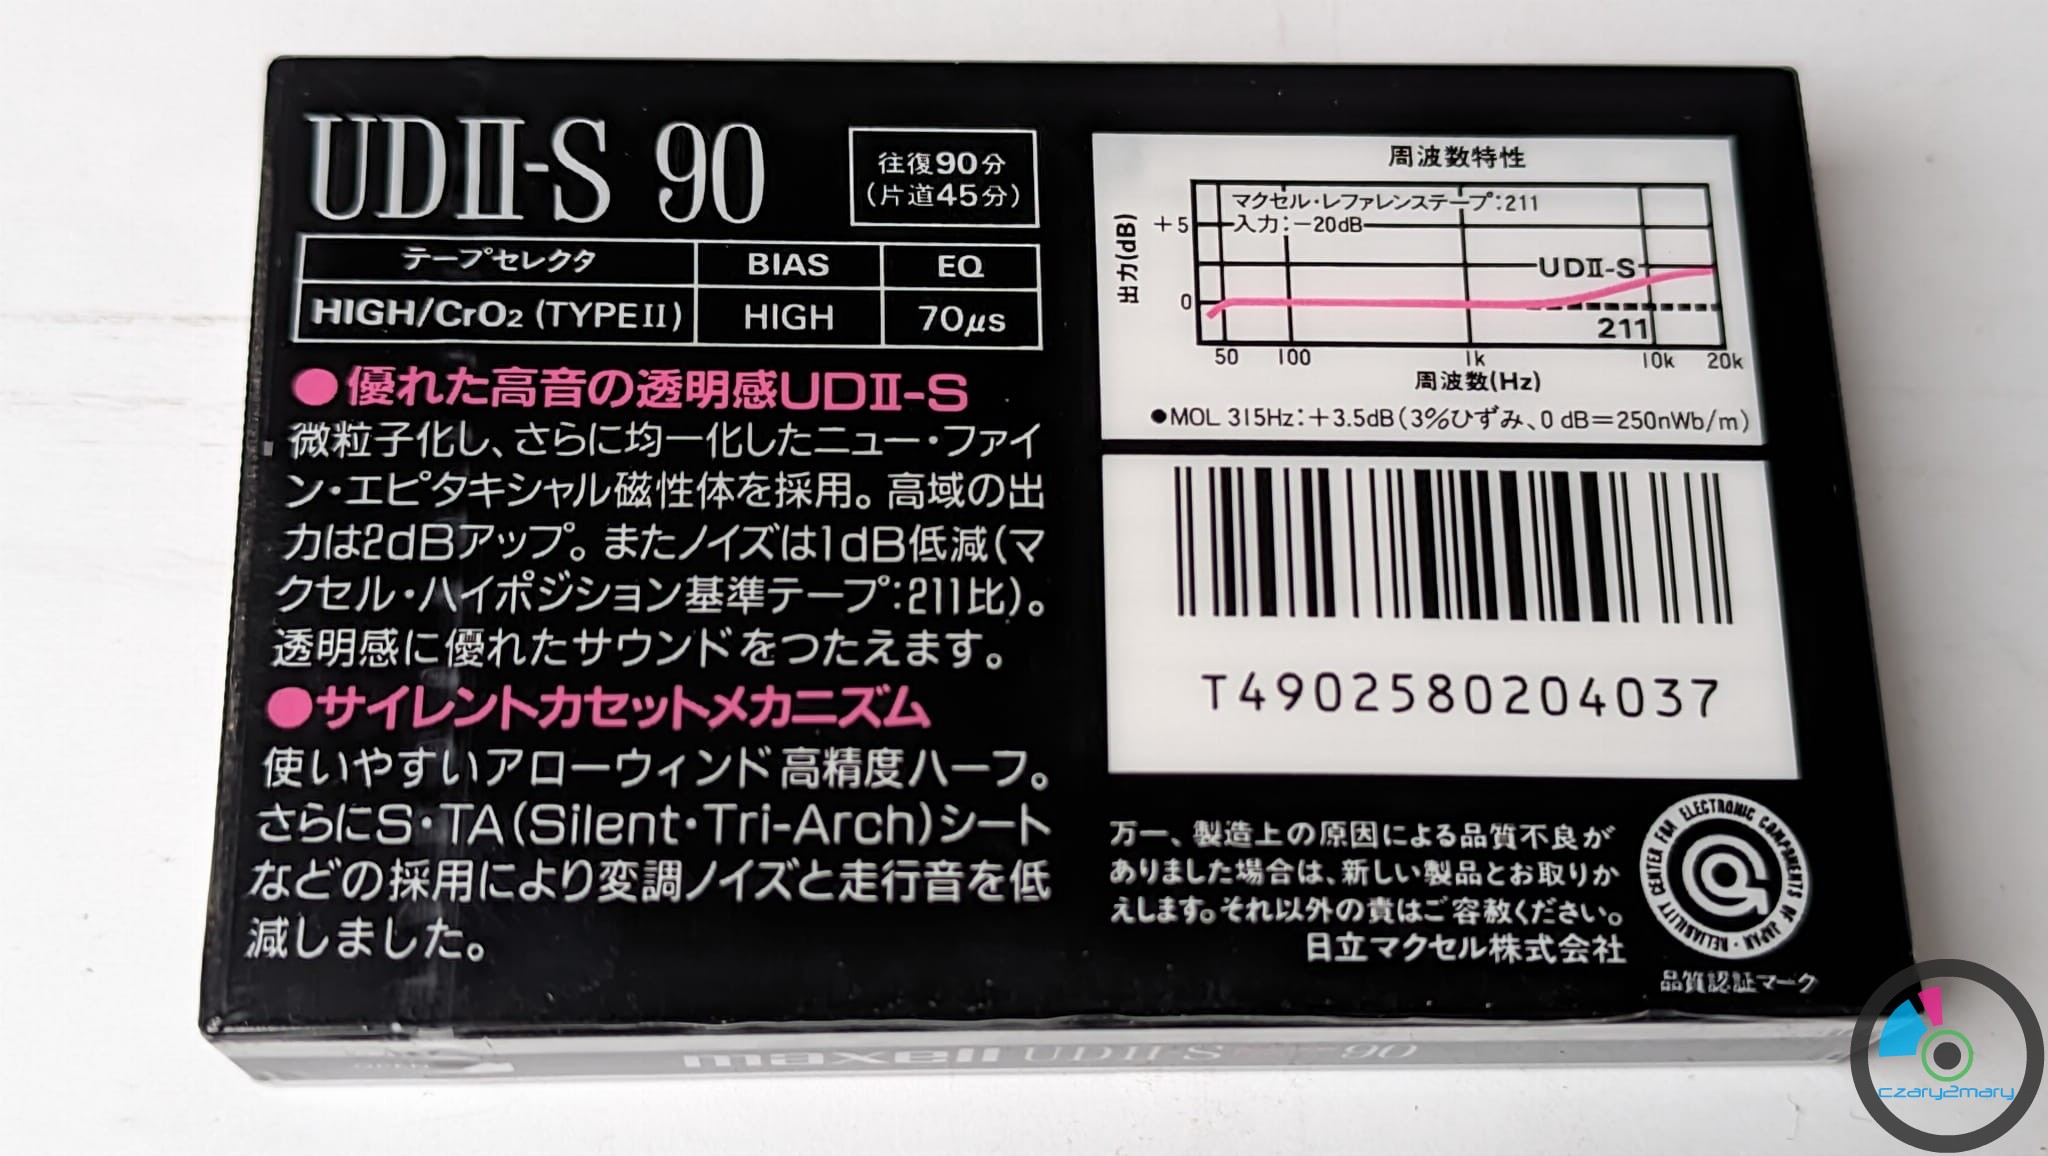 UDⅡ-S 90
往復90分
(片道45分)
テープセレクタ BIAS EQ
HIGH/CrO₂ (TYPEⅡ) HIGH 70μs
●優れた高音の透明感UDⅡ-S
微粒子化し、さらに均一化したニュー・ファイ
ン・エピタキシャル磁性体を採用。高域の出
力は2dBアップ。またノイズは1dB低減(マ
クセル・ハイポジション基準テープ:211比)。
透明感に優れたサウンドをつたえます。
●サイレントカセットメカニズム
使いやすいアローウィンド高精度ハーフ。
さらにS・TA(Silent・Tri-Arch)シート
などの採用により変調ノイズと走行音を低
減しました。
周波数特性
マクセル・レファレンステープ:211
入力:-20dB
出力(dB)
+5
0
UDⅡ-S
211
50 100 1k 10k 20k
周波数(Hz)
●MOL 315Hz:+3.5dB(3%ひずみ、0 dB=250nWb/m)
T4902580204037
万一、製造上の原因による品質不良が
ありました場合は、新しい製品とお取りか
えします。それ以外の責はご容赦ください。
日立マクセル株式会社
RELIABILITY CENTER FOR ELECTRONIC COMPONENTS OF JAPAN
品質認証マーク
maxell UDⅡ-S -90
OPEN
czary2mary